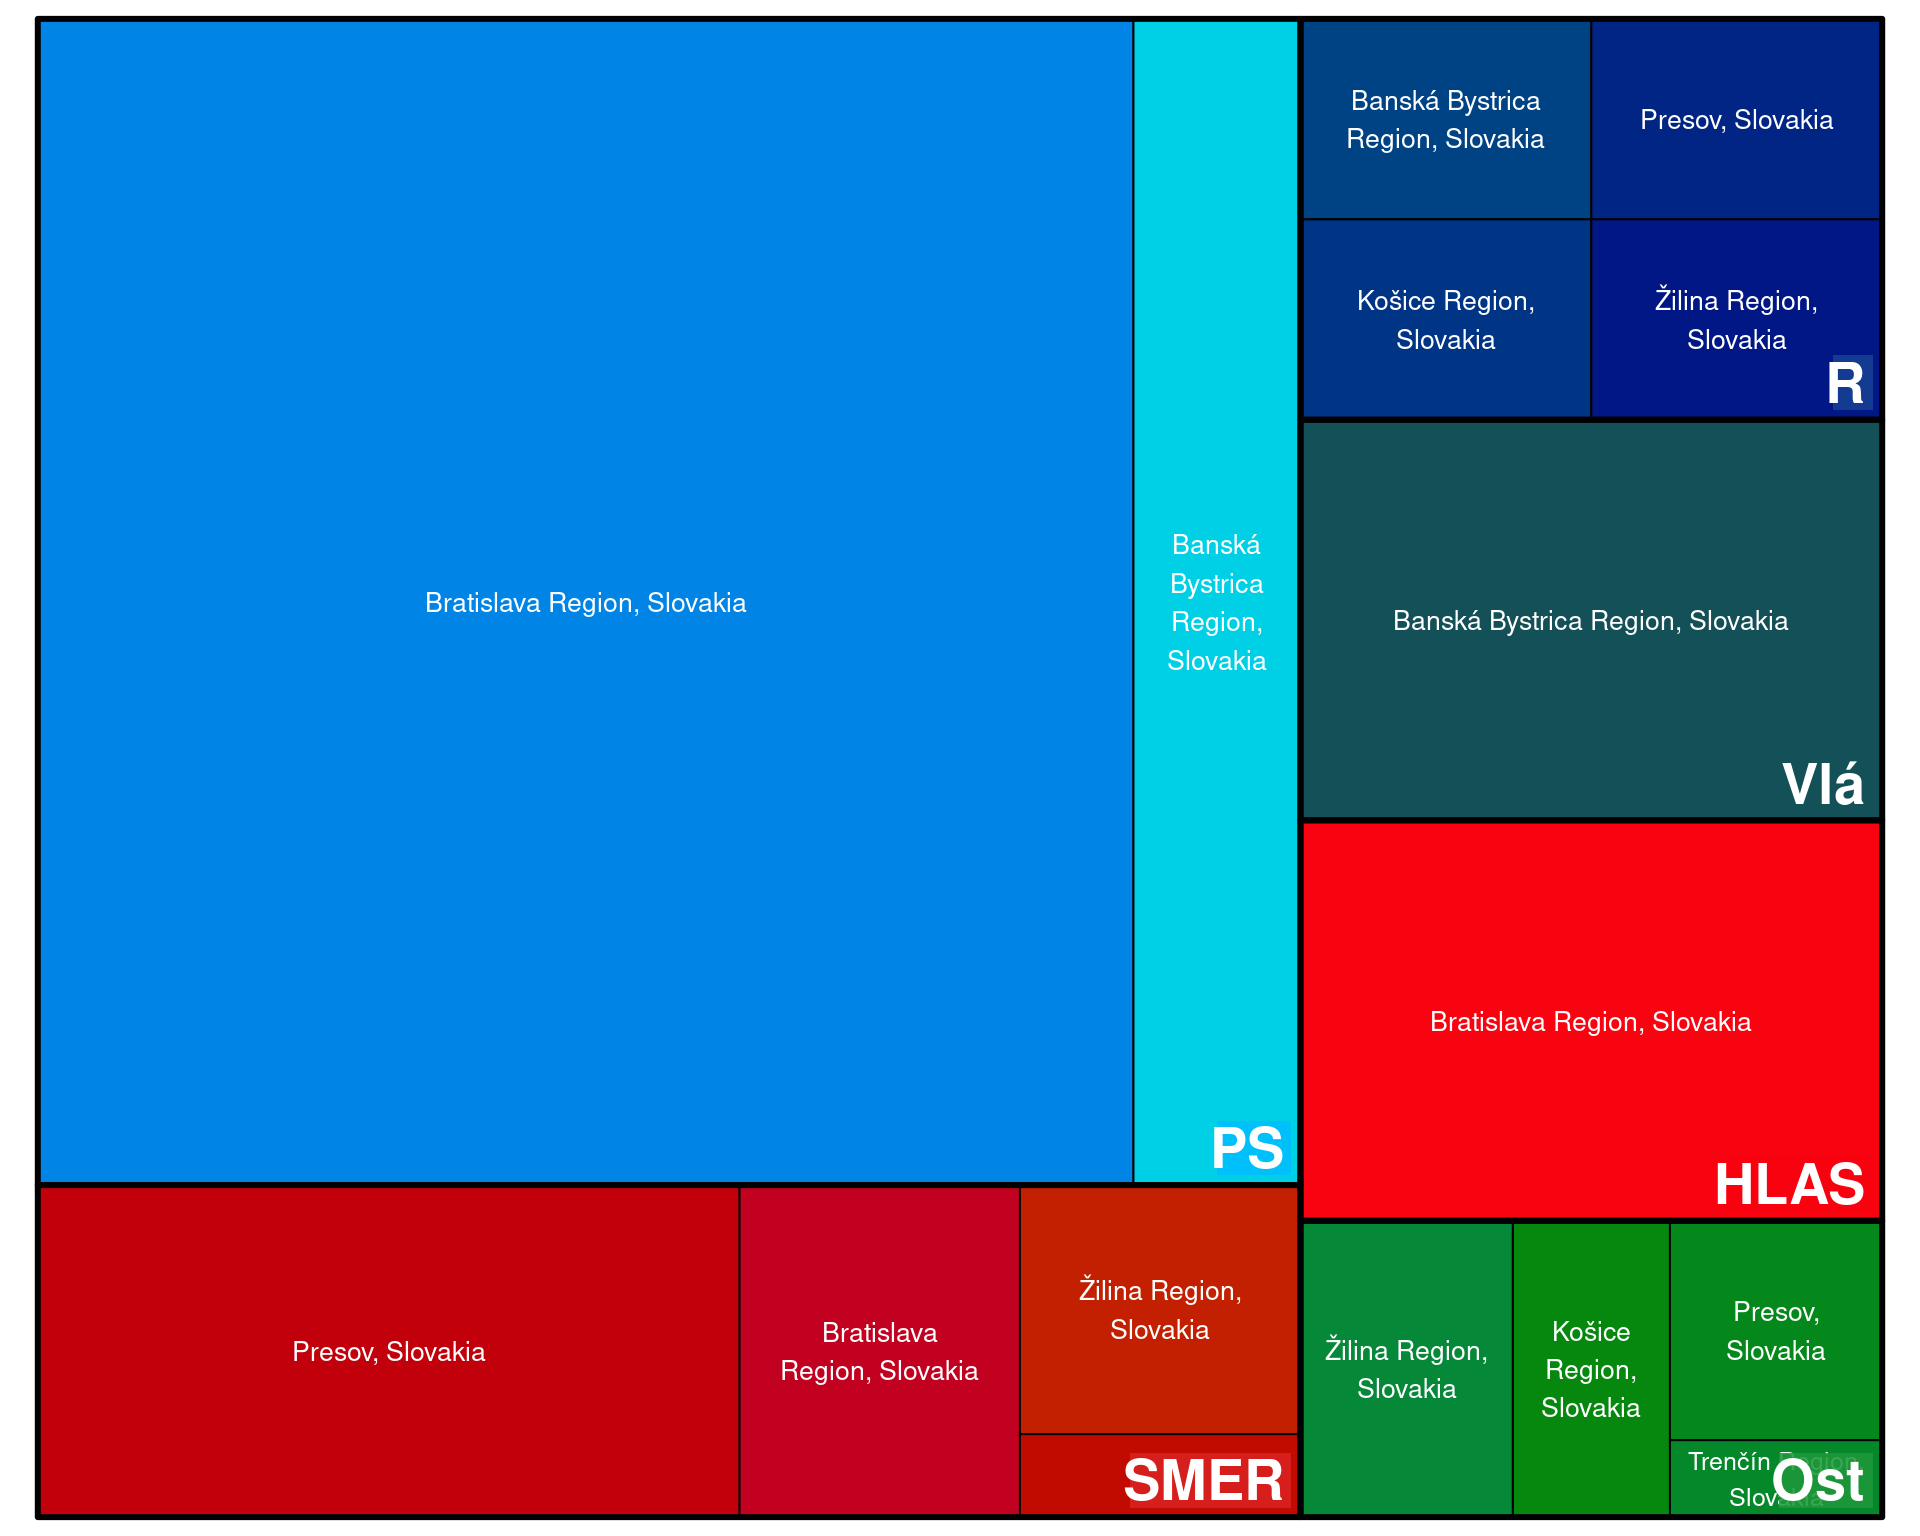 Bratislava Region, Slovakia
Banská
Bystrica
Region,
Slovakia
PS
Banská Bystrica
Region, Slovakia
Presov, Slovakia
Košice Region,
Slovakia
Žilina Region,
Slovakia
R
Banská Bystrica Region, Slovakia
Vlá
Bratislava Region, Slovakia
HLAS
Presov, Slovakia
Bratislava
Region, Slovakia
Žilina Region,
Slovakia
SMER
Žilina Region,
Slovakia
Košice
Region,
Slovakia
Presov,
Slovakia
Trenčín Region,
Slovakia
Ost